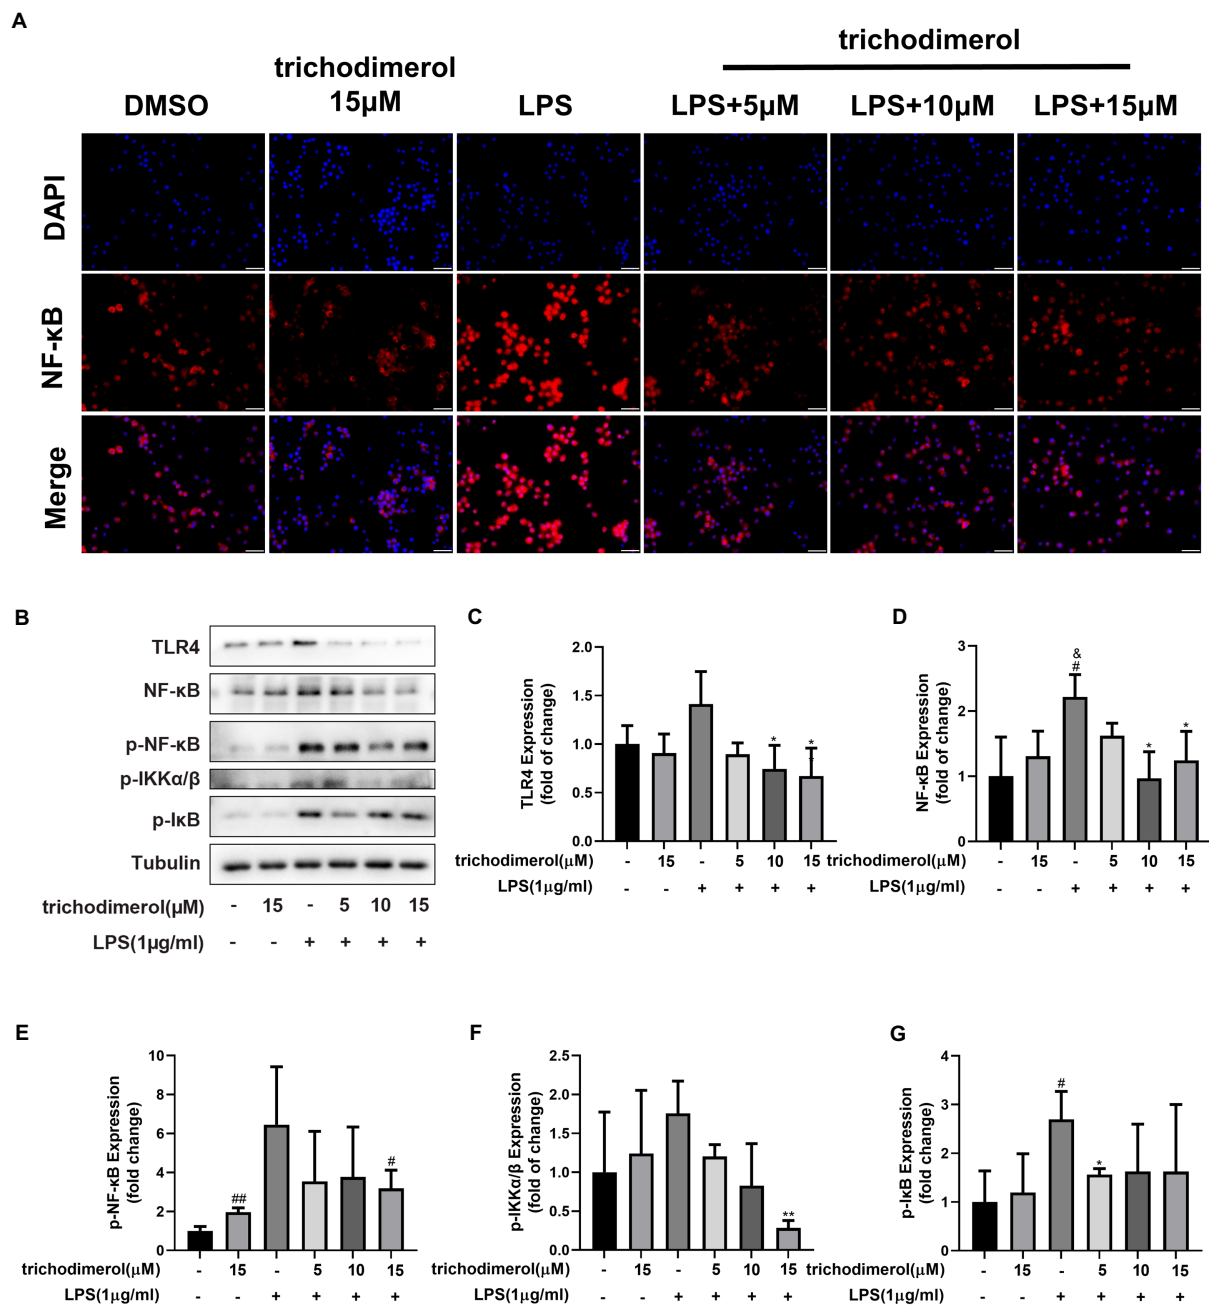 A
trichodimerol
trichodimerol
15μM
DMSO
LPS
LPS+5μM
LPS+10μM
LPS+15μM
DAPI
NF-κB
Merge
B
TLR4
NF-κB
p-NF-κB
p-IKKα/β
p-IκB
Tubulin
trichodimerol(μM) - 15 - 5 10 15
LPS(1μg/ml) - - + + + +
C
TLR4 Expression
(fold of change)
2.0
1.5
1.0
0.5
0.0
* *
*
trichodimerol(μM) - 15 - 5 10 15
LPS(1μg/ml) - - + + + +
D
NF-κB Expression
(fold of change)
3
2
1
0
&
#
* *
trichodimerol(μM) - 15 - 5 10 15
LPS(1μg/ml) - - + + + +
E
p-NF-κB Expression
(fold of change)
10
8
6
4
2
0
## #
trichodimerol(μM) - 15 - 5 10 15
LPS(1μg/ml) - - + + + +
F
p-IKKα/β Expression
(fold of change)
2.5
2.0
1.5
1.0
0.5
0.0
**
trichodimerol(μM) - 15 - 5 10 15
LPS(1μg/ml) - - + + + +
G
p-IκB Expression
(fold of change)
4
3
2
1
0
# *
trichodimerol(μM) - 15 - 5 10 15
LPS(1μg/ml) - - + + + +